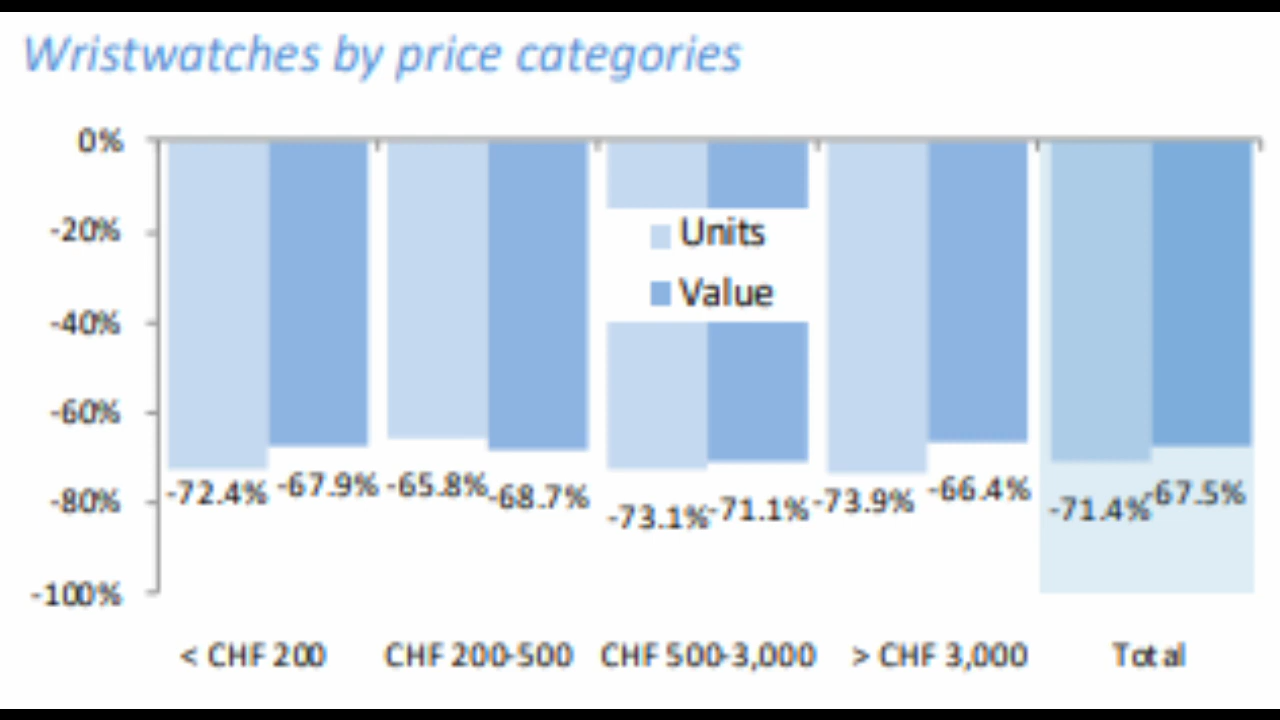 Wristwatches by price categories
0%
-20%
-40%
-60%
-80%
-100%
Units
Value
-72.4% -67.9% -65.8% -68.7% -73.1% -71.1% -73.9% -66.4% -71.4% -67.5%
< CHF 200 CHF 200-500 CHF 500-3,000 > CHF 3,000 Total